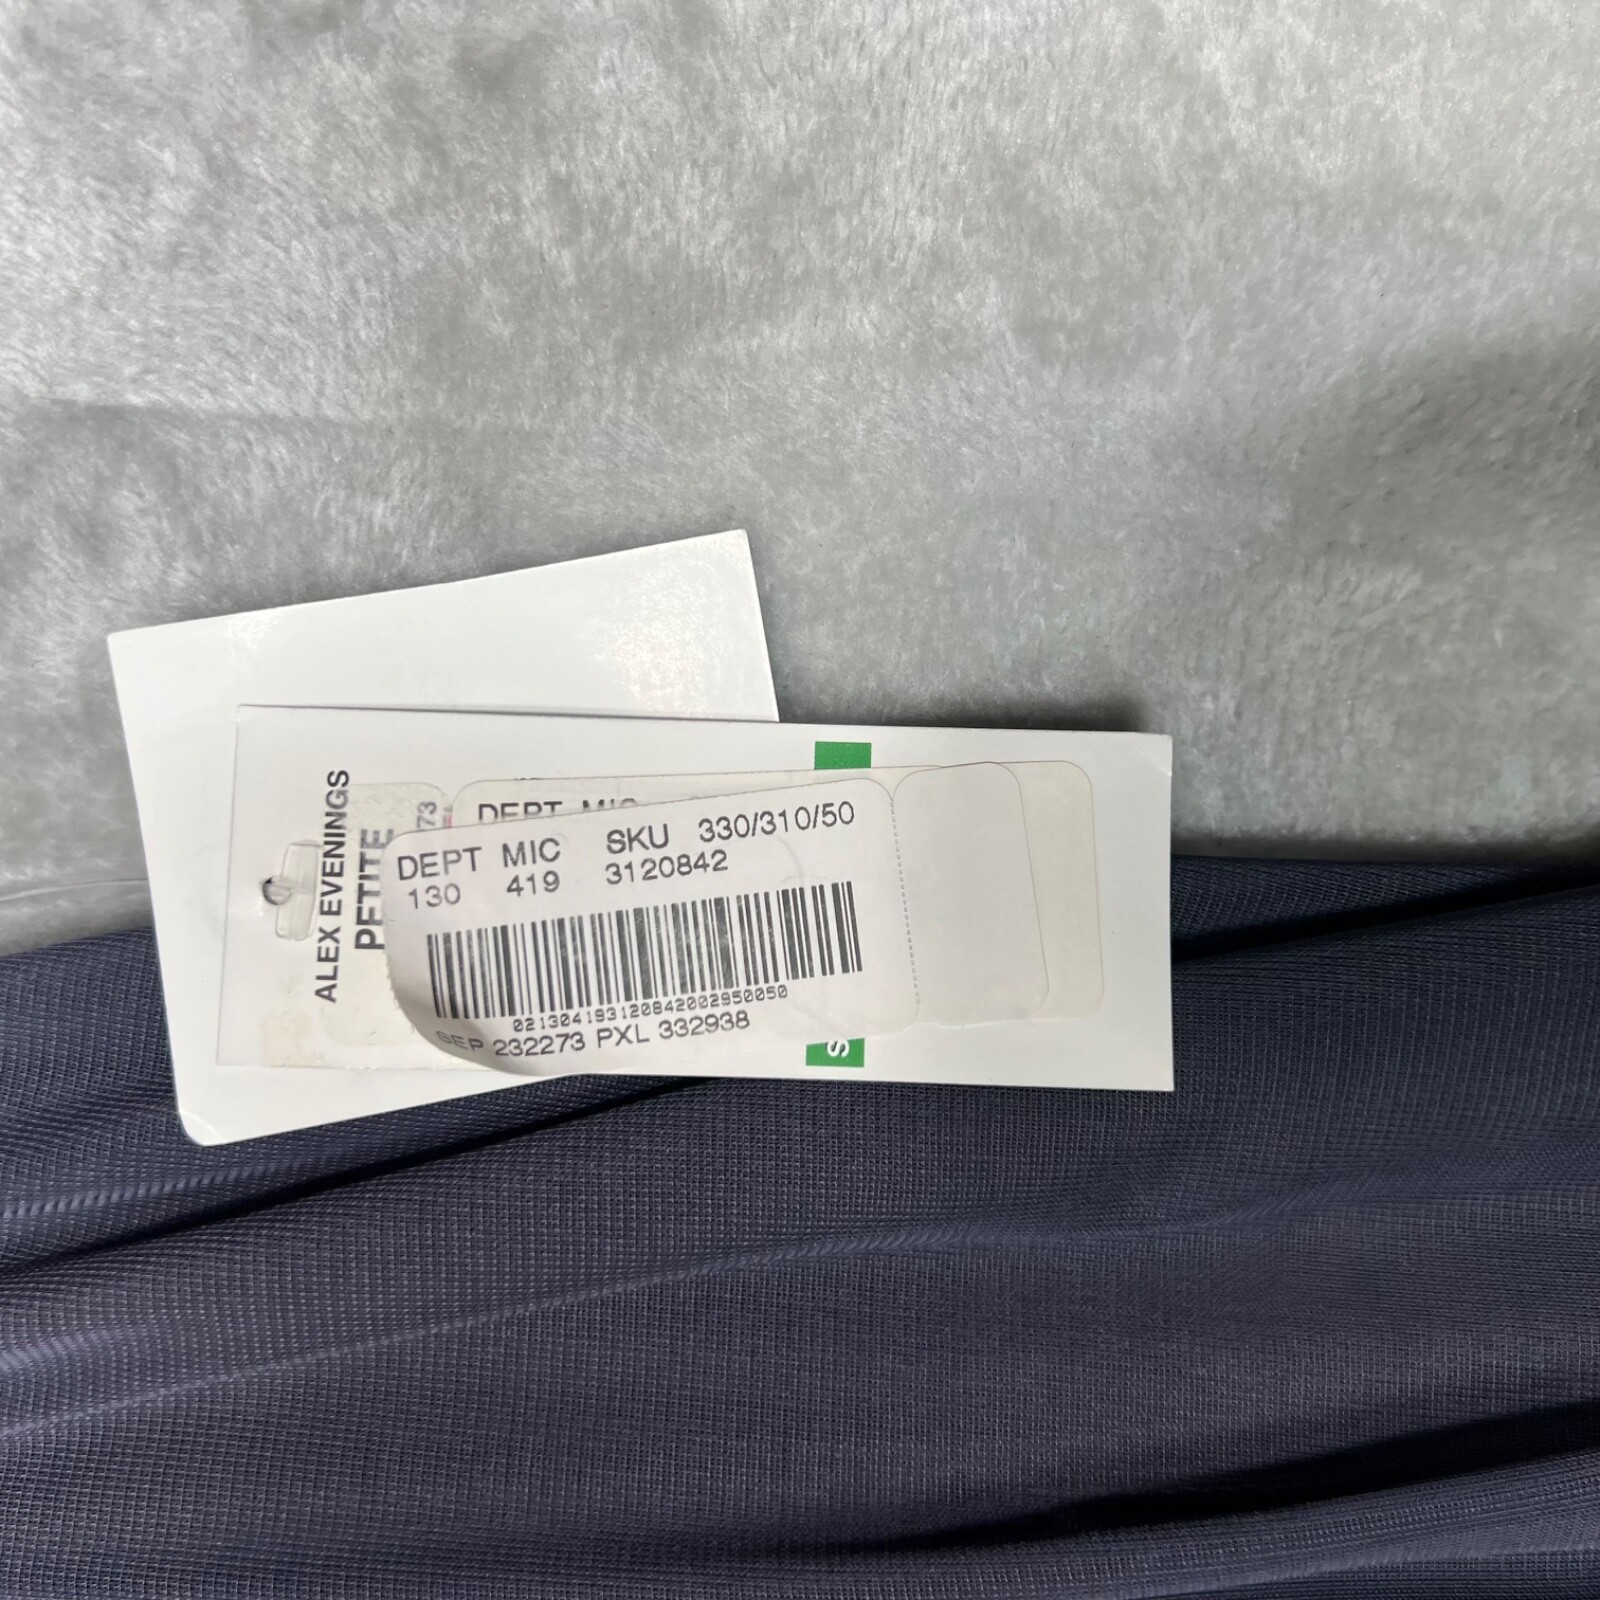 ALEX EVENINGS
PETITE
73
DEPT MIC
DEPT MIC SKU 330/310/50
130 419 3120842
021304193120842002950050
SEP 232273 PXL 332938
S